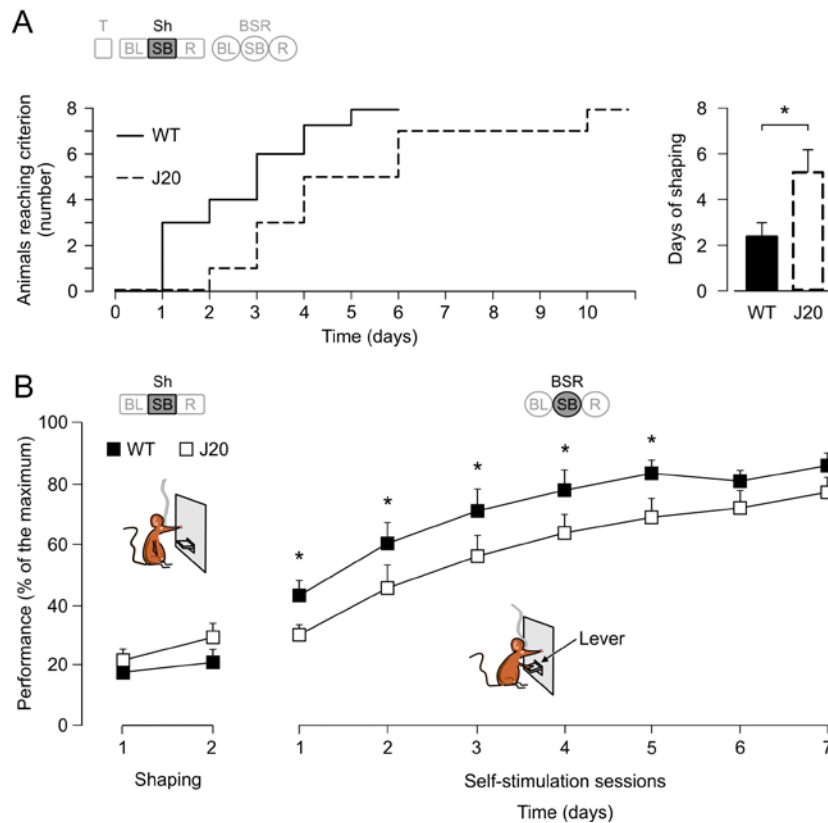 A
T Sh BSR
BL SB R BL SB R
Animals reaching criterion
(number)
8
6
4
2
0
WT
J20
0 1 2 3 4 5 6 7 8 9 10
Time (days)
Days of shaping
8
6
4
2
0
*
WT J20
B
Sh
BL SB R
BSR
BL SB R
Performance (% of the maximum)
100
80
60
40
20
0
WT J20
* * * * *
Lever
1 2
Shaping
1 2 3 4 5 6 7
Self-stimulation sessions
Time (days)